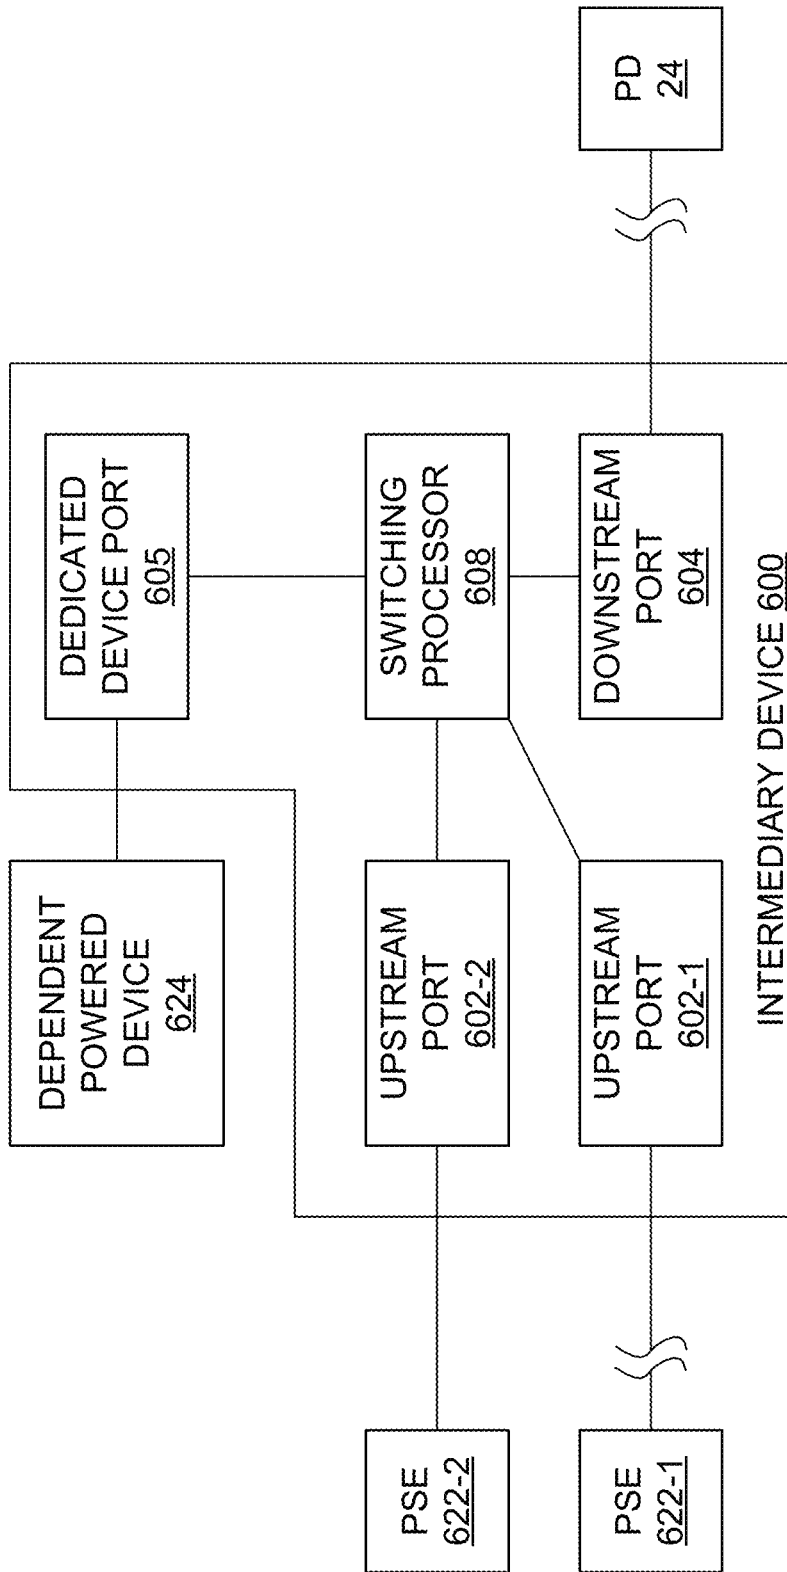 DEPENDENT
POWERED
DEVICE
624
DEDICATED
DEVICE PORT
605
PSE
622-2
UPSTREAM
PORT
602-2
SWITCHING
PROCESSOR
608
PSE
622-1
UPSTREAM
PORT
602-1
DOWNSTREAM
PORT
604
PD
24
INTERMEDIARY DEVICE 600